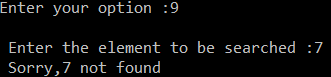 Enter your option :9
Enter the element to be searched :7
Sorry,7 not found